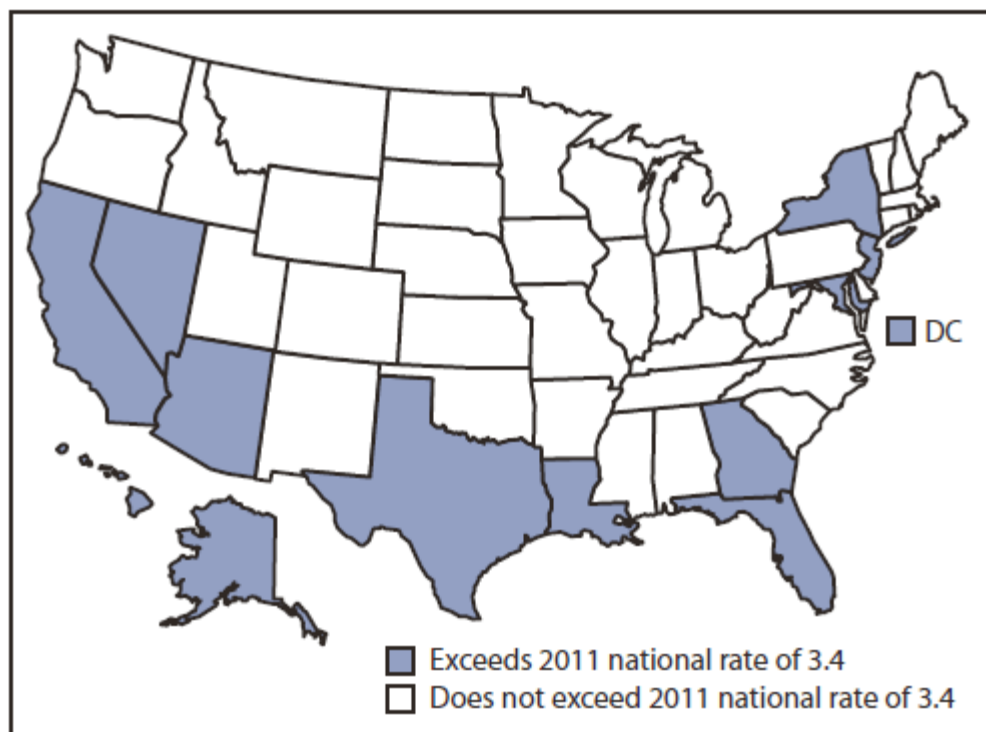 DC
Exceeds 2011 national rate of 3.4
Does not exceed 2011 national rate of 3.4